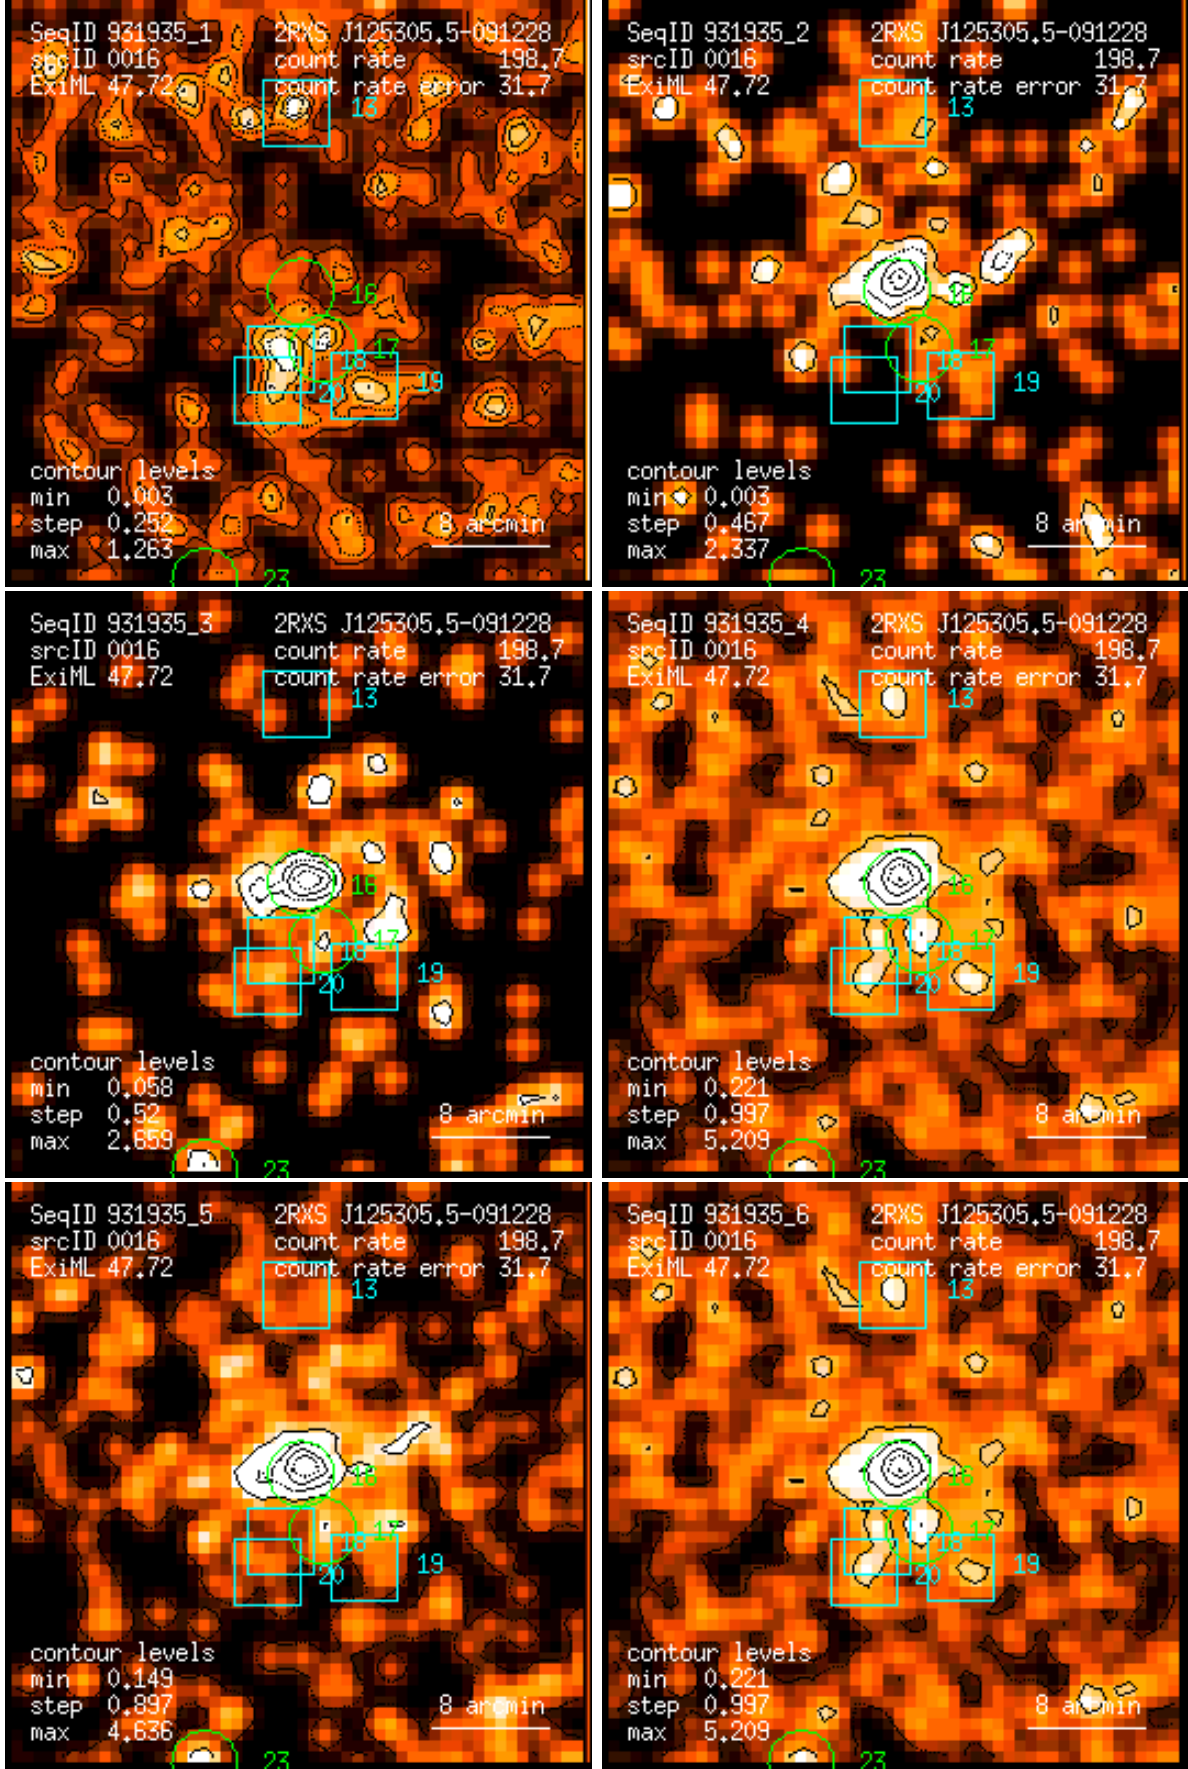 SeqID 931935_1 2RXS J125305.5-091228
srcID 0016 count rate 198.7
ExiML 47.72 count rate error 31.7
13
16
17
18
19
20
contour levels
min 0.003
step 0.252
max 1.263
8 arcmin
23
SeqID 931935_2 2RXS J125305.5-091228
srcID 0016 count rate 198.7
ExiML 47.72 count rate error 31.7
13
16
17
18
19
20
contour levels
min 0.003
step 0.467
max 2.337
8 arcmin
23
SeqID 931935_3 2RXS J125305.5-091228
srcID 0016 count rate 198.7
ExiML 47.72 count rate error 31.7
13
16
17
18
19
20
contour levels
min 0.058
step 0.52
max 2.659
8 arcmin
23
SeqID 931935_4 2RXS J125305.5-091228
srcID 0016 count rate 198.7
ExiML 47.72 count rate error 31.7
13
16
17
18
19
20
contour levels
min 0.221
step 0.997
max 5.209
8 arcmin
23
SeqID 931935_5 2RXS J125305.5-091228
srcID 0016 count rate 198.7
ExiML 47.72 count rate error 31.7
13
16
17
18
19
20
contour levels
min 0.149
step 0.897
max 4.636
8 arcmin
23
SeqID 931935_6 2RXS J125305.5-091228
srcID 0016 count rate 198.7
ExiML 47.72 count rate error 31.7
13
16
17
18
19
20
contour levels
min 0.221
step 0.997
max 5.209
8 arcmin
23